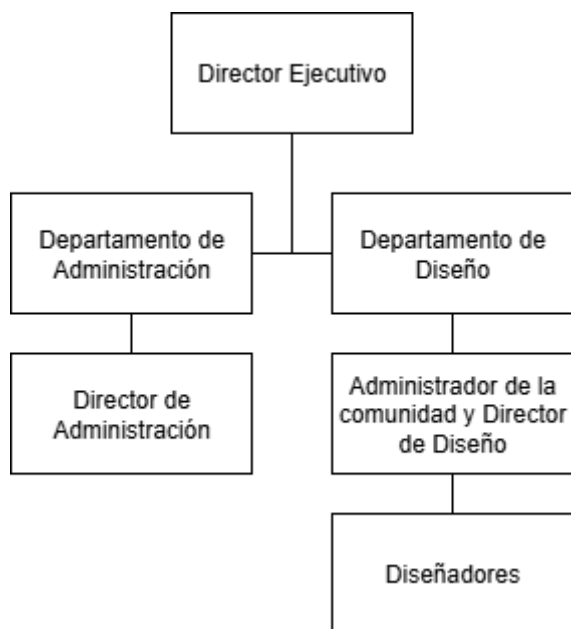 Director Ejecutivo
Departamento de
Administración
Departamento de
Diseño
Director de
Administración
Administrador de la
comunidad y Director
de Diseño
Diseñadores